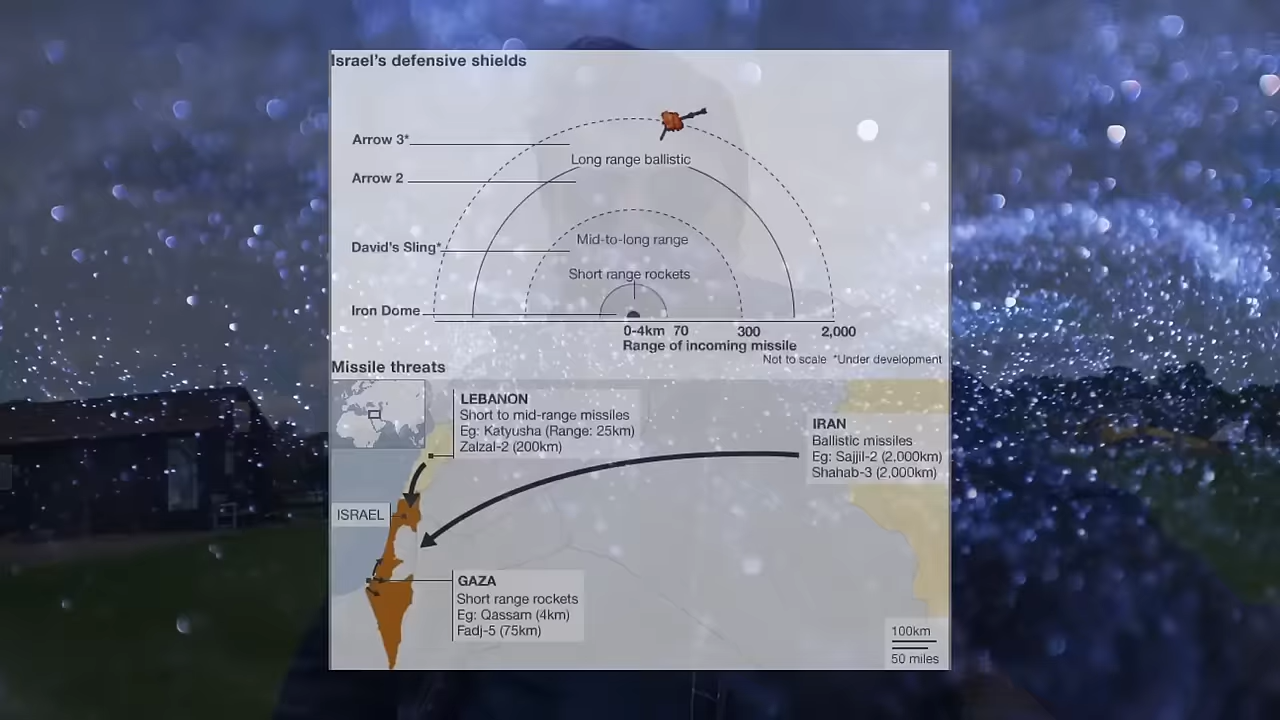 Israel's defensive shields
Arrow 3*
Long range ballistic
Arrow 2
Mid-to-long range
David's Sling*
Short range rockets
Iron Dome
0-4km 70 300 2,000
Range of incoming missile
Not to scale *Under development
Missile threats
LEBANON
Short to mid-range missiles
Eg: Katyusha (Range: 25km)
Zalzal-2 (200km)
IRAN
Ballistic missiles
Eg: Sajjil-2 (2,000km)
Shahab-3 (2,000km)
ISRAEL
GAZA
Short range rockets
Eg: Qassam (4km)
Fadj-5 (75km)
100km
50 miles